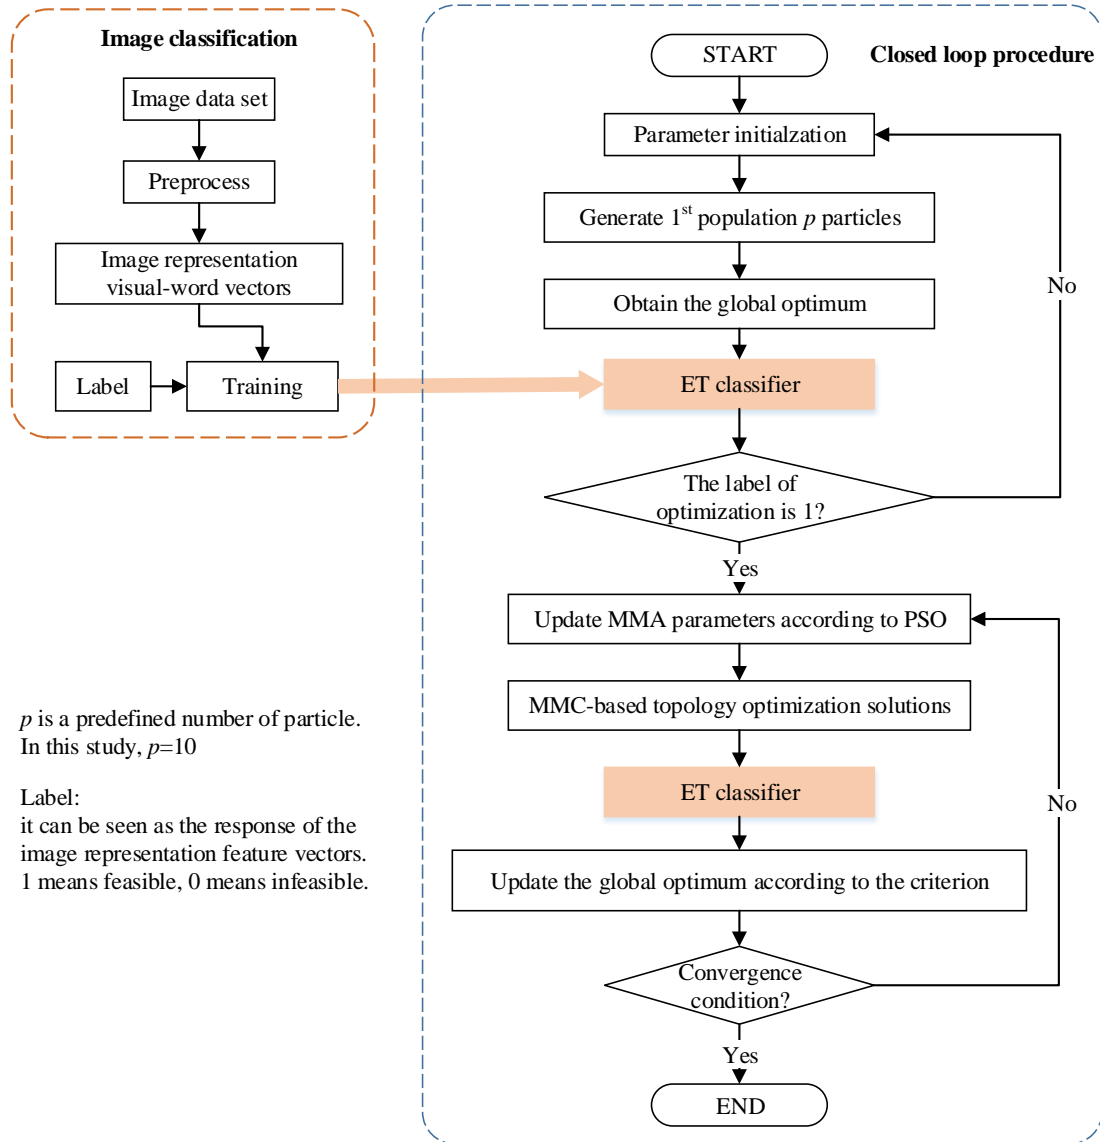 Image classification
Image data set
Preprocess
Image representation
visual-word vectors
Label
Training
Closed loop procedure
START
Parameter initialzation
Generate 1st population p particles
Obtain the global optimum
ET classifier
The label of
optimization is 1?
No
Yes
Update MMA parameters according to PSO
MMC-based topology optimization solutions
ET classifier
No
Update the global optimum according to the criterion
Convergence
condition?
Yes
END
p is a predefined number of particle.
In this study, p=10
Label:
it can be seen as the response of the
image representation feature vectors.
1 means feasible, 0 means infeasible.